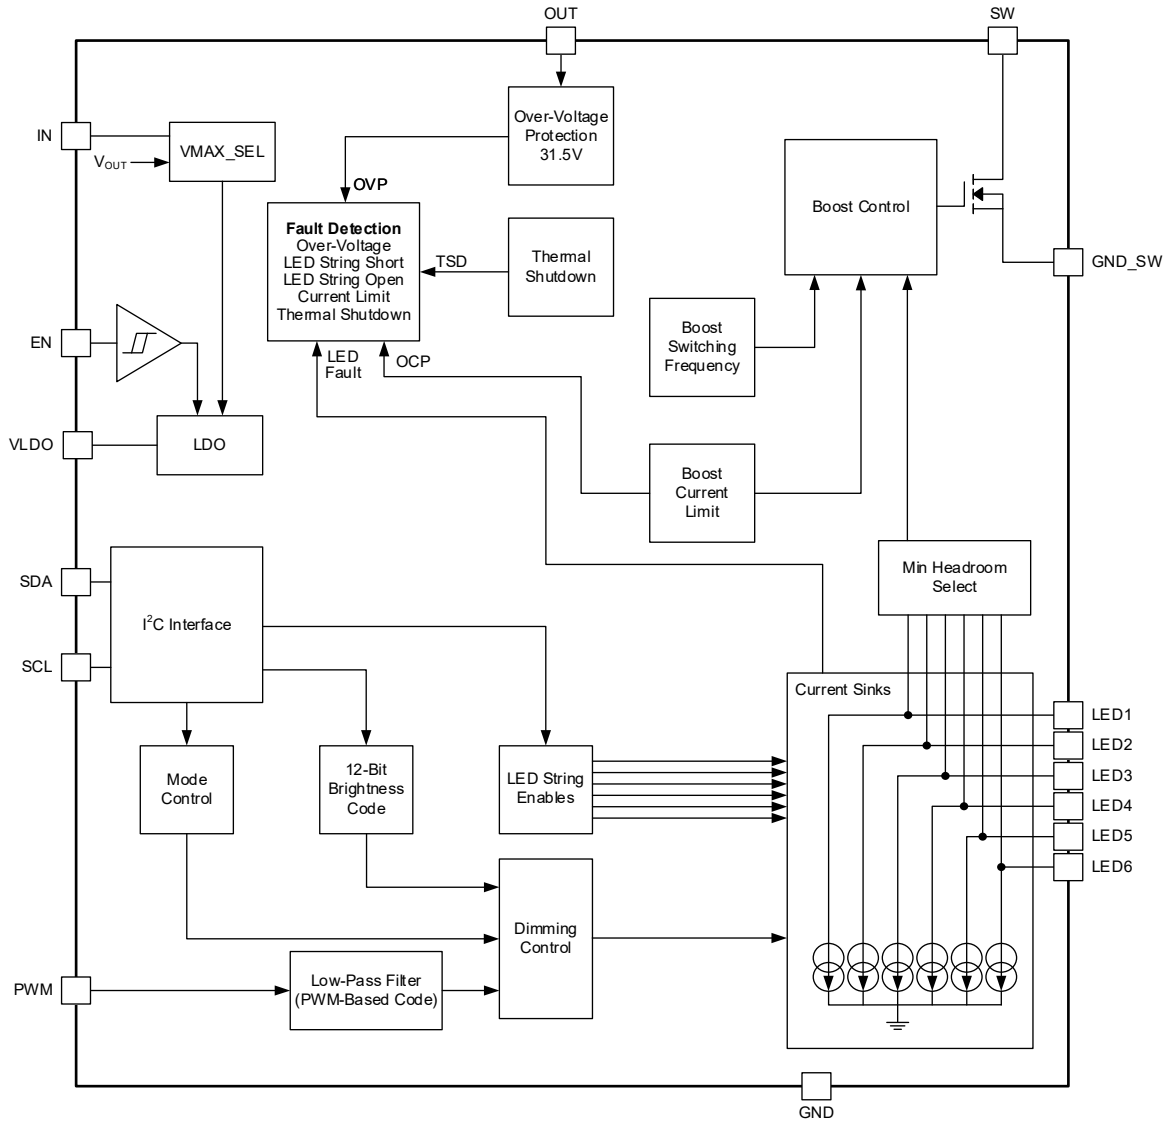 OUT
SW
IN
VMAX_SEL
VOUT
Over-Voltage
Protection
31.5V
OVP
Fault Detection
Over-Voltage
LED String Short
LED String Open
Current Limit
Thermal Shutdown
TSD
Thermal
Shutdown
Boost Control
GND_SW
EN
LED
Fault
OCP
Boost
Switching
Frequency
VLDO
LDO
Boost
Current
Limit
Min Headroom
Select
SDA
I2C Interface
SCL
Current Sinks
LED1
LED2
LED3
LED4
LED5
LED6
Mode
Control
12-Bit
Brightness
Code
LED String
Enables
Dimming
Control
PWM
Low-Pass Filter
(PWM-Based Code)
GND